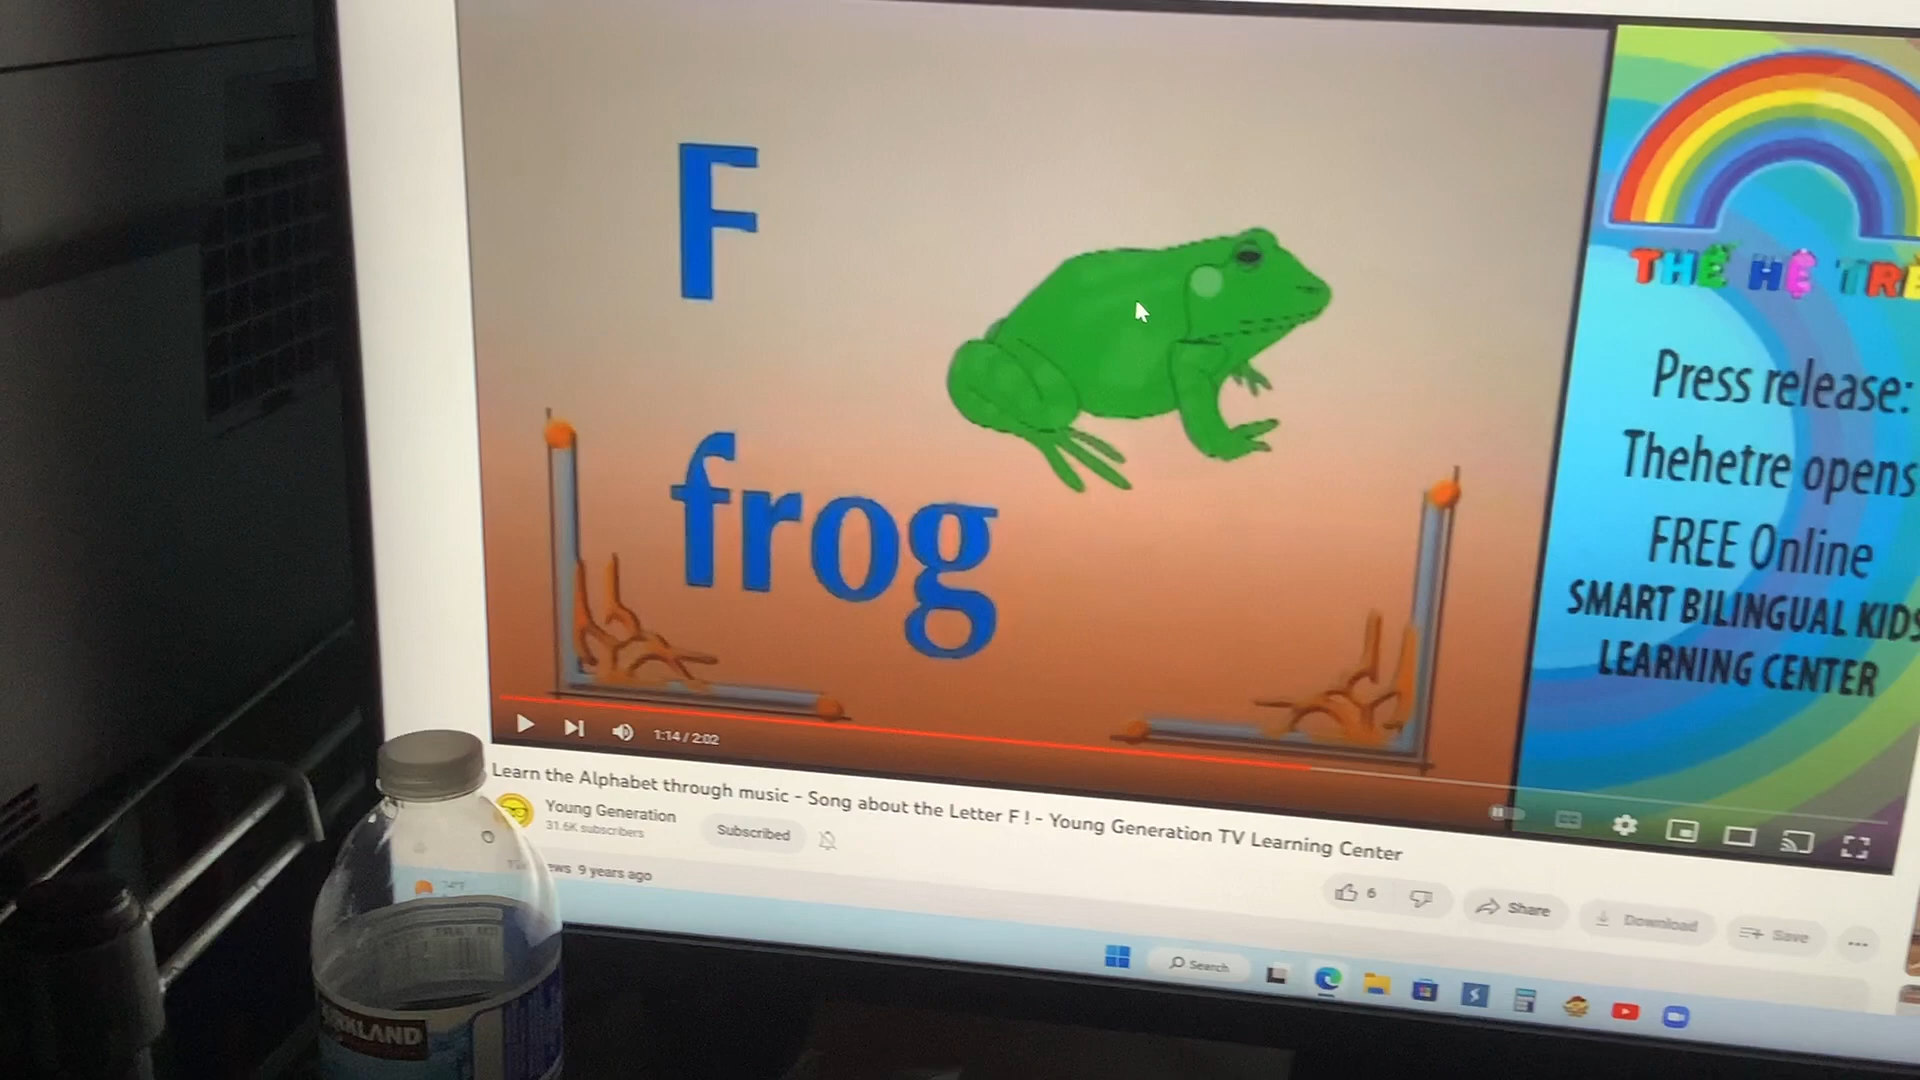 F
frog
THẾ HỆ TRẺ
Press release:
Thehetre opens
FREE Online
SMART BILINGUAL KIDS
LEARNING CENTER
1:14 / 2:02
Learn the Alphabet through music - Song about the Letter F ! - Young Generation TV Learning Center
Young Generation
31.6K subscribers
Subscribed
9 years ago
6
Share
Download
Save
Search
KIRKLAND